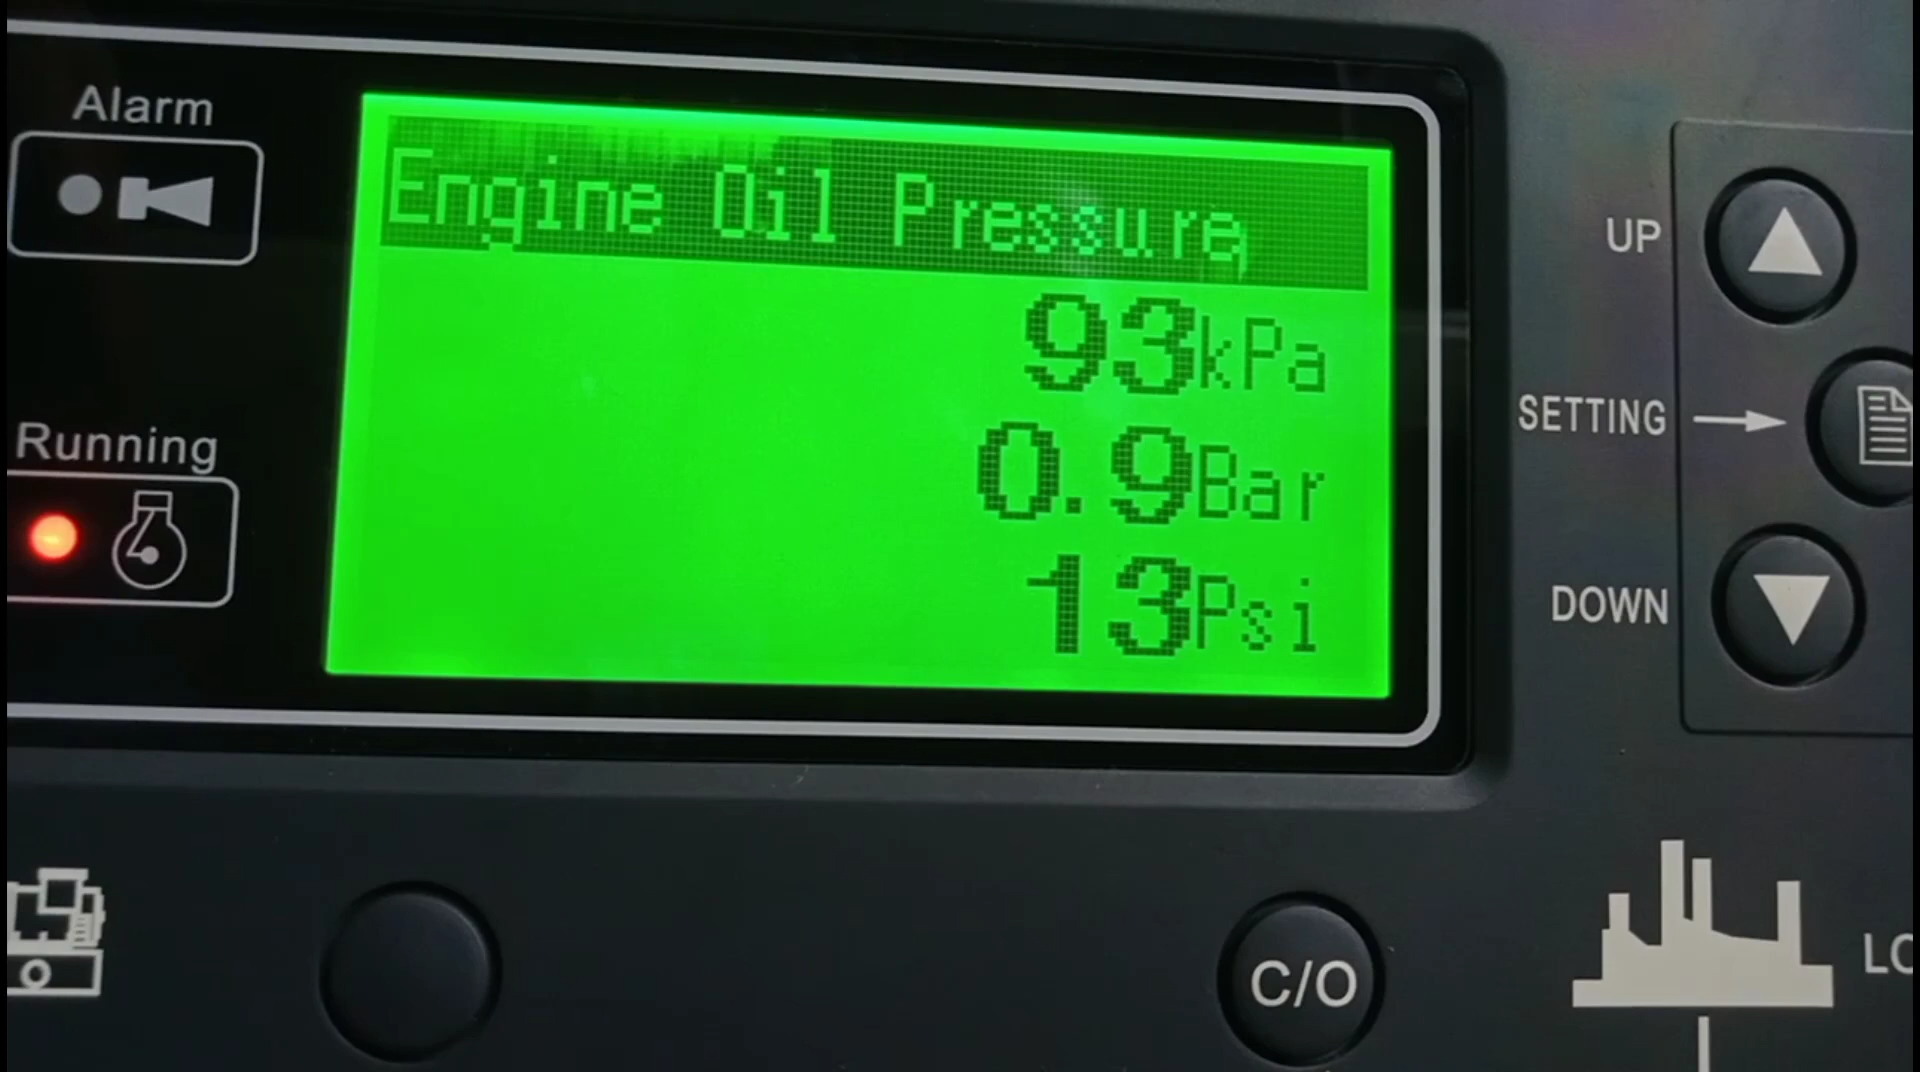 Alarm
Engine Oil Pressure
93kPa
0.9Bar
13Psi
Running
UP
SETTING
DOWN
C/O